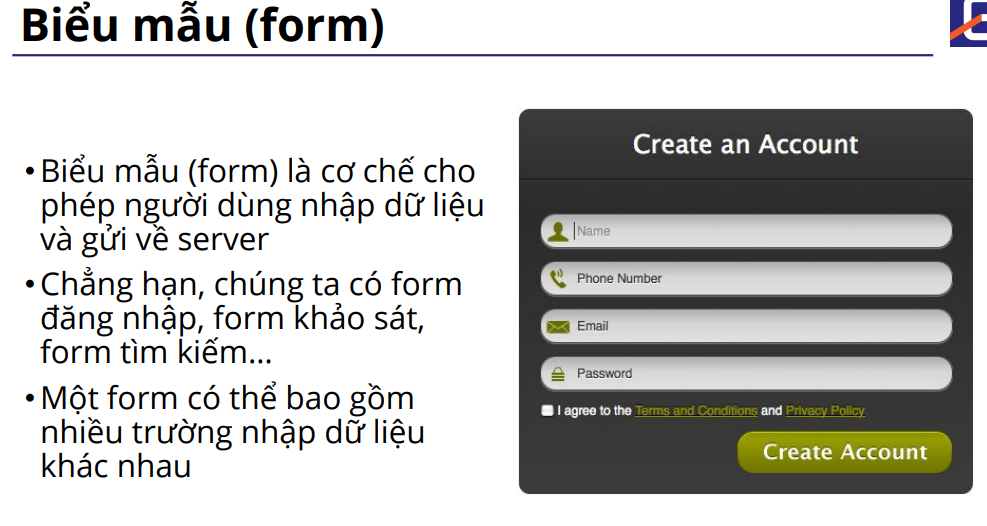 Biểu mẫu (form)
• Biểu mẫu (form) là cơ chế cho
phép người dùng nhập dữ liệu
và gửi về server
• Chẳng hạn, chúng ta có form
đăng nhập, form khảo sát,
form tìm kiếm...
• Một form có thể bao gồm
nhiều trường nhập dữ liệu
khác nhau
Create an Account
Name
Phone Number
Email
Password
I agree to the Terms and Conditions and Privacy Policy
Create Account